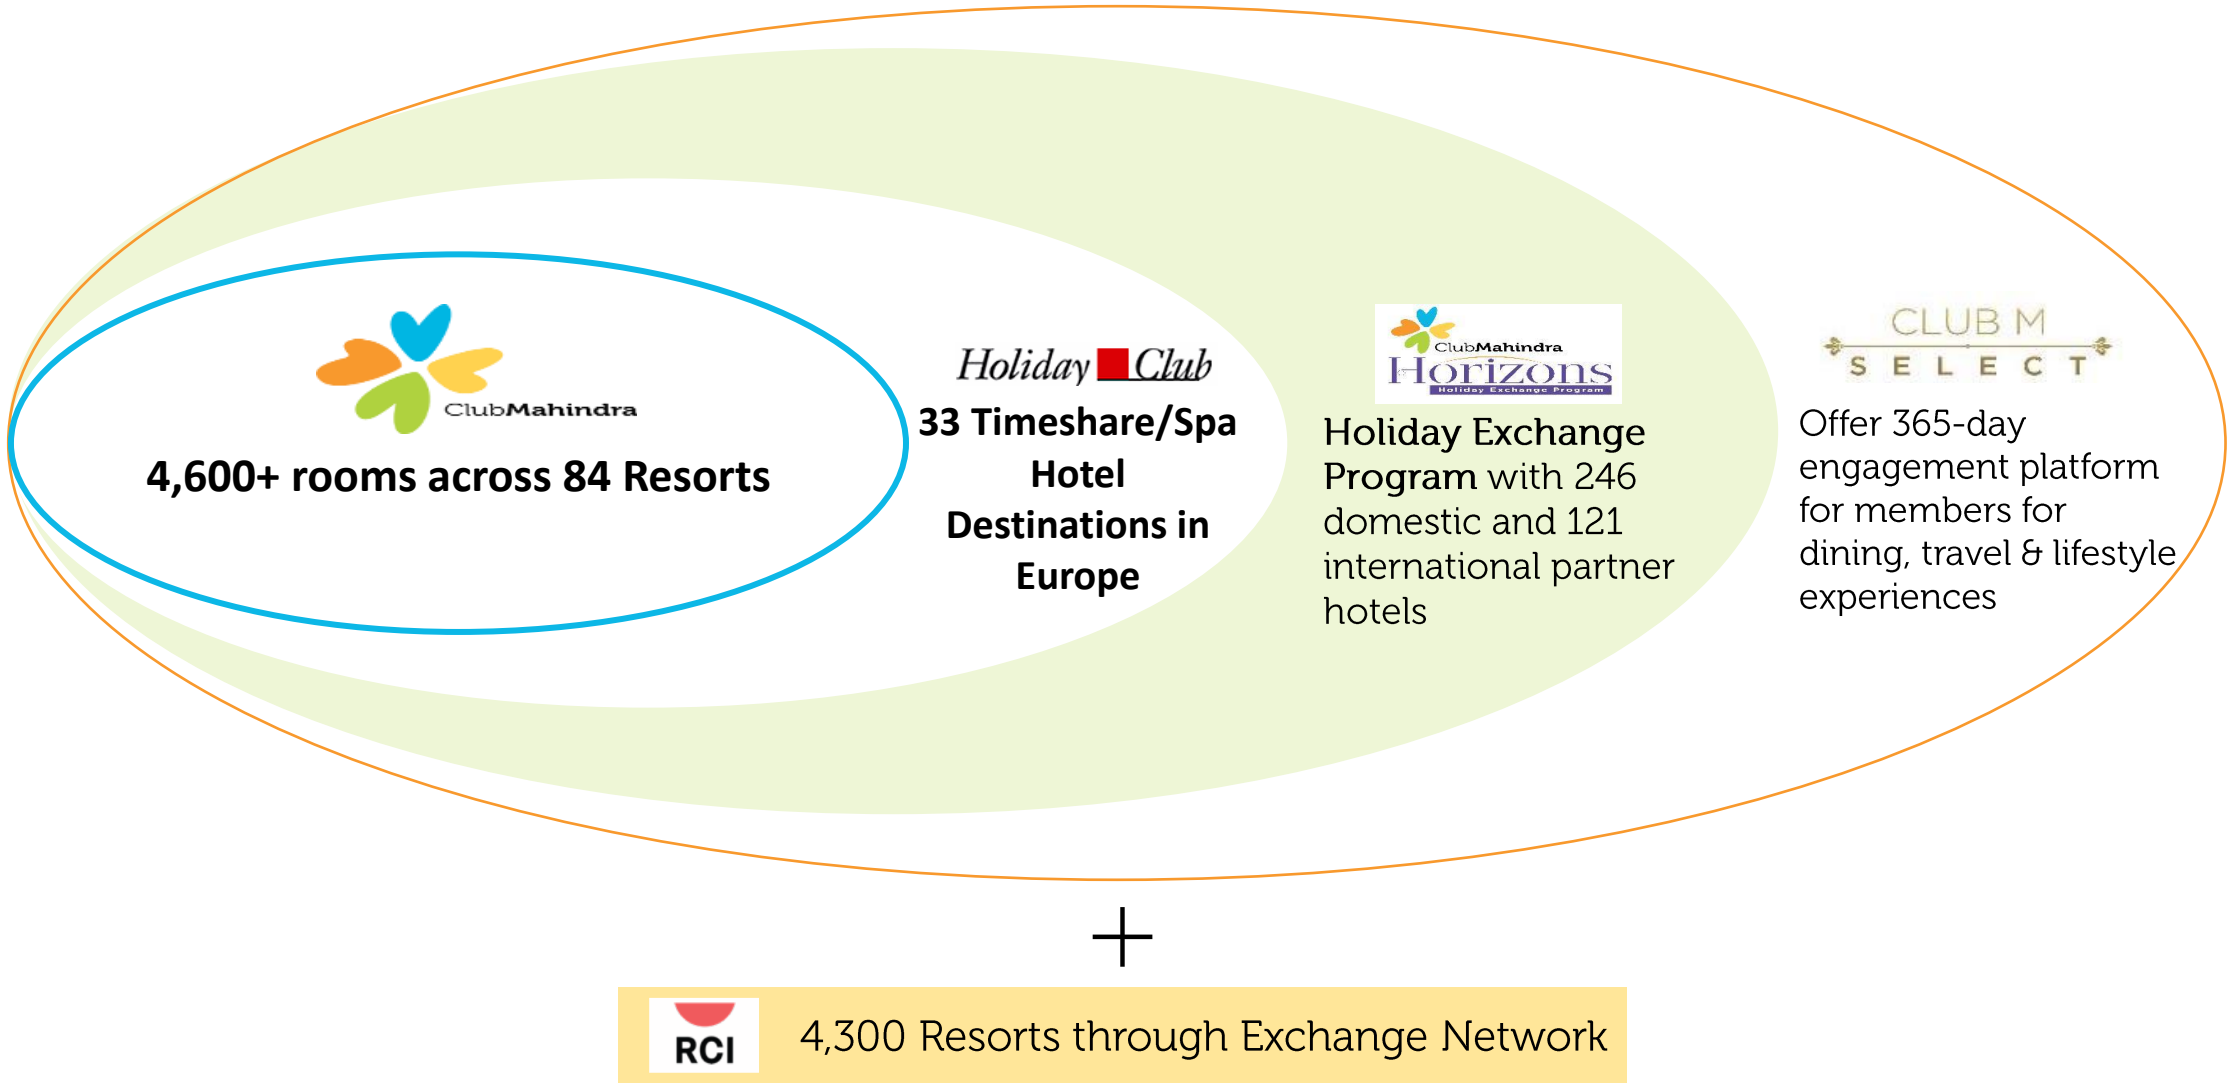 ClubMahindra
4,600+ rooms across 84 Resorts
Holiday Club
33 Timeshare/Spa
Hotel
Destinations in
Europe
ClubMahindra
Horizons
Holiday Exchange Program
Holiday Exchange
Program with 246
domestic and 121
international partner
hotels
CLUB M
SELECT
Offer 365-day
engagement platform
for members for
dining, travel & lifestyle
experiences
+
RCI
4,300 Resorts through Exchange Network